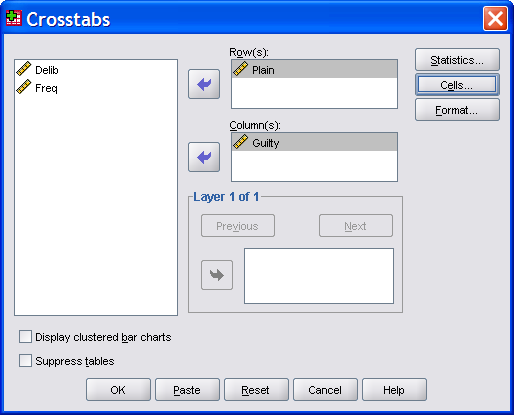 Crosstabs
Delib
Freq
Row(s):
Plain
Column(s):
Guilty
Layer 1 of 1
Previous
Next
Statistics...
Cells...
Format...
Display clustered bar charts
Suppress tables
OK
Paste
Reset
Cancel
Help